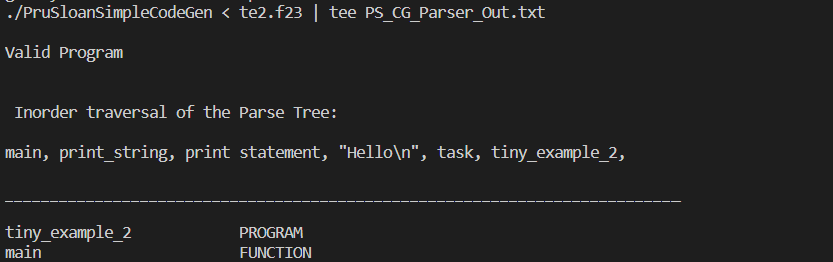 ./PruSloanSimpleCodeGen < te2.f23 | tee PS_CG_Parser_Out.txt
Valid Program
Inorder traversal of the Parse Tree:
main, print_string, print statement, "Hello\n", task, tiny_example_2,
___________________________________________________________________________
tiny_example_2 PROGRAM
main FUNCTION